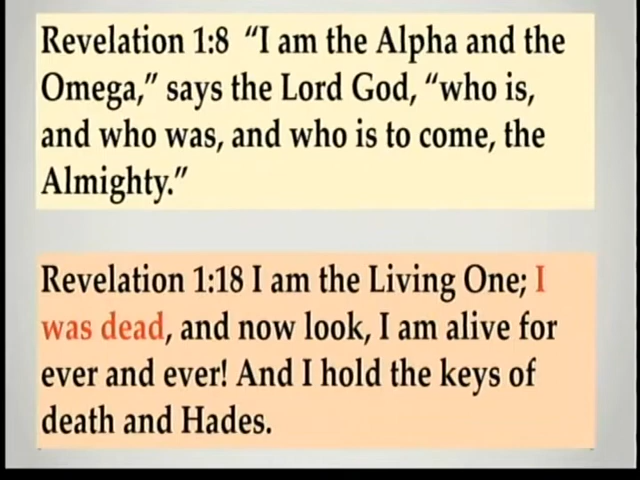 Revelation 1:8 “I am the Alpha and the
Omega,” says the Lord God, “who is,
and who was, and who is to come, the
Almighty.”
Revelation 1:18 I am the Living One; I
was dead, and now look, I am alive for
ever and ever! And I hold the keys of
death and Hades.